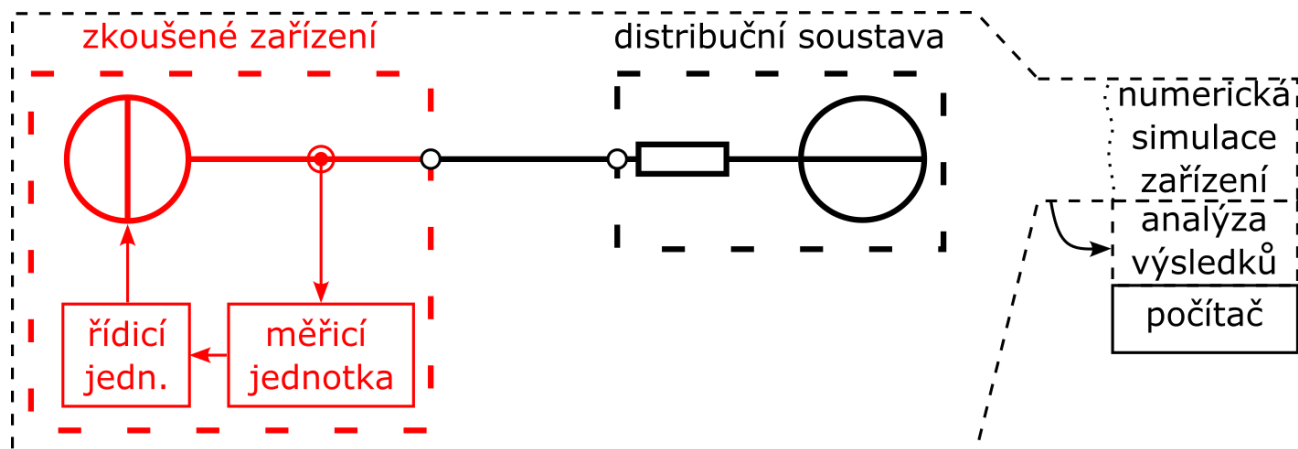 zkoušené zařízení
distribuční soustava
řídicí
jedn.
měřicí
jednotka
numerická
simulace
zařízení
analýza
výsledků
počítač